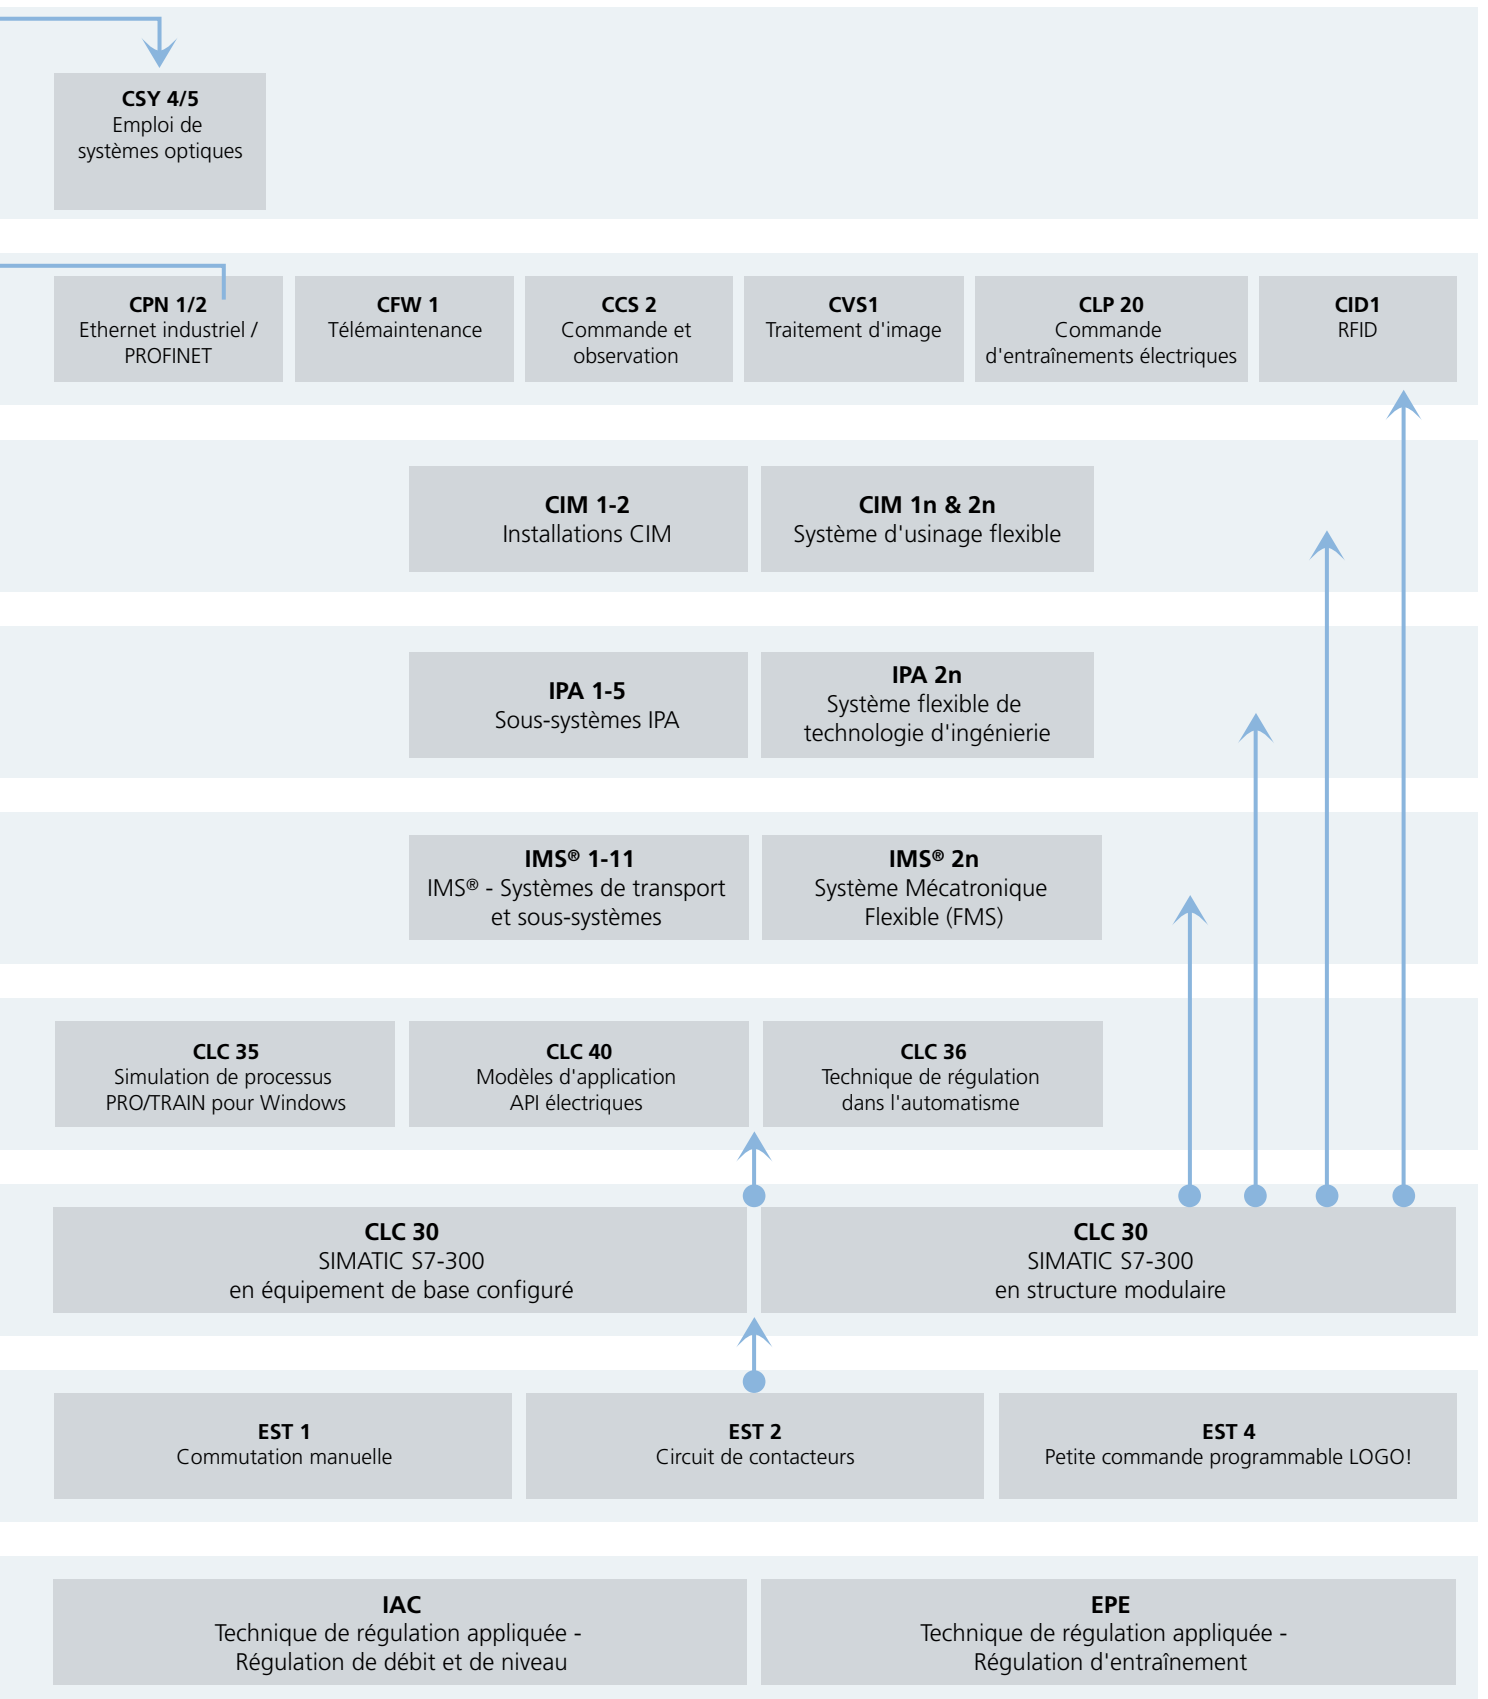 CSY 4/5
Emploi de
systèmes optiques
CPN 1/2
Ethernet industriel /
PROFINET
CFW 1
Télémaintenance
CCS 2
Commande et
observation
CVS1
Traitement d'image
CLP 20
Commande
d'entraînements électriques
CID1
RFID
CIM 1-2
Installations CIM
CIM 1n & 2n
Système d'usinage flexible
IPA 1-5
Sous-systèmes IPA
IPA 2n
Système flexible de
technologie d'ingénierie
IMS® 1-11
IMS® - Systèmes de transport
et sous-systèmes
IMS® 2n
Système Mécatronique
Flexible (FMS)
CLC 35
Simulation de processus
PRO/TRAIN pour Windows
CLC 40
Modèles d'application
API électriques
CLC 36
Technique de régulation
dans l'automatisme
CLC 30
SIMATIC S7-300
en équipement de base configuré
CLC 30
SIMATIC S7-300
en structure modulaire
EST 1
Commutation manuelle
EST 2
Circuit de contacteurs
EST 4
Petite commande programmable LOGO!
IAC
Technique de régulation appliquée -
Régulation de débit et de niveau
EPE
Technique de régulation appliquée -
Régulation d'entraînement